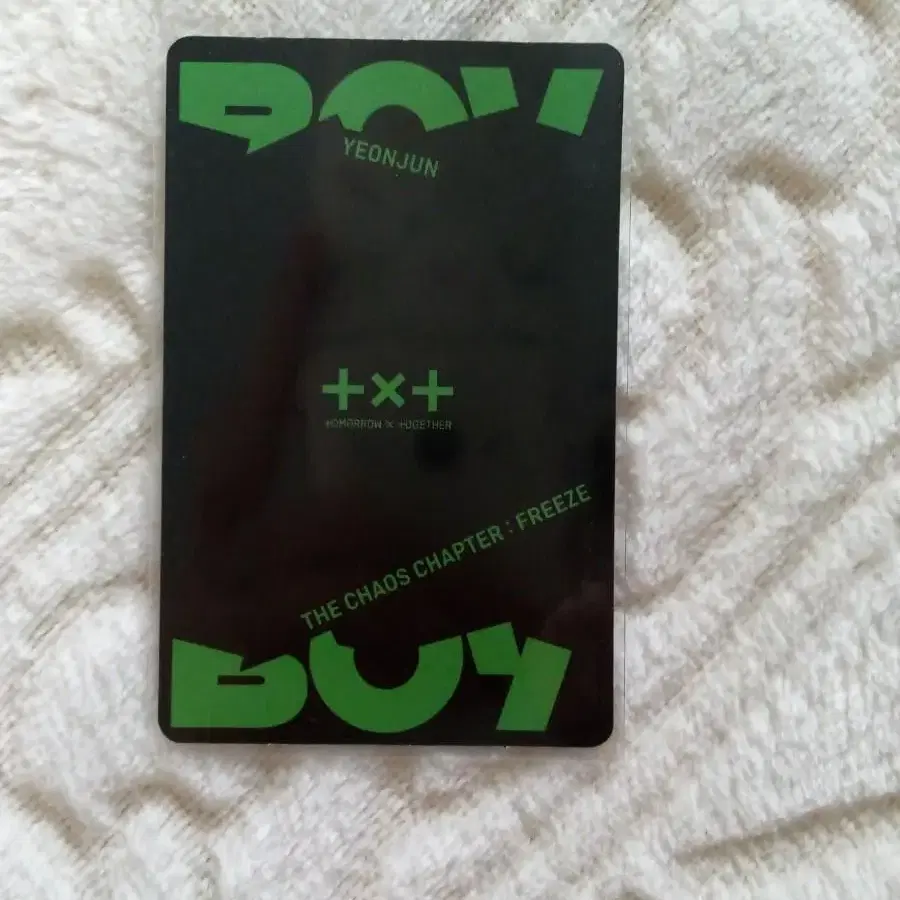 BOY
YEONJUN
+×+
TOMORROW × TOGETHER
THE CHAOS CHAPTER : FREEZE
BOY